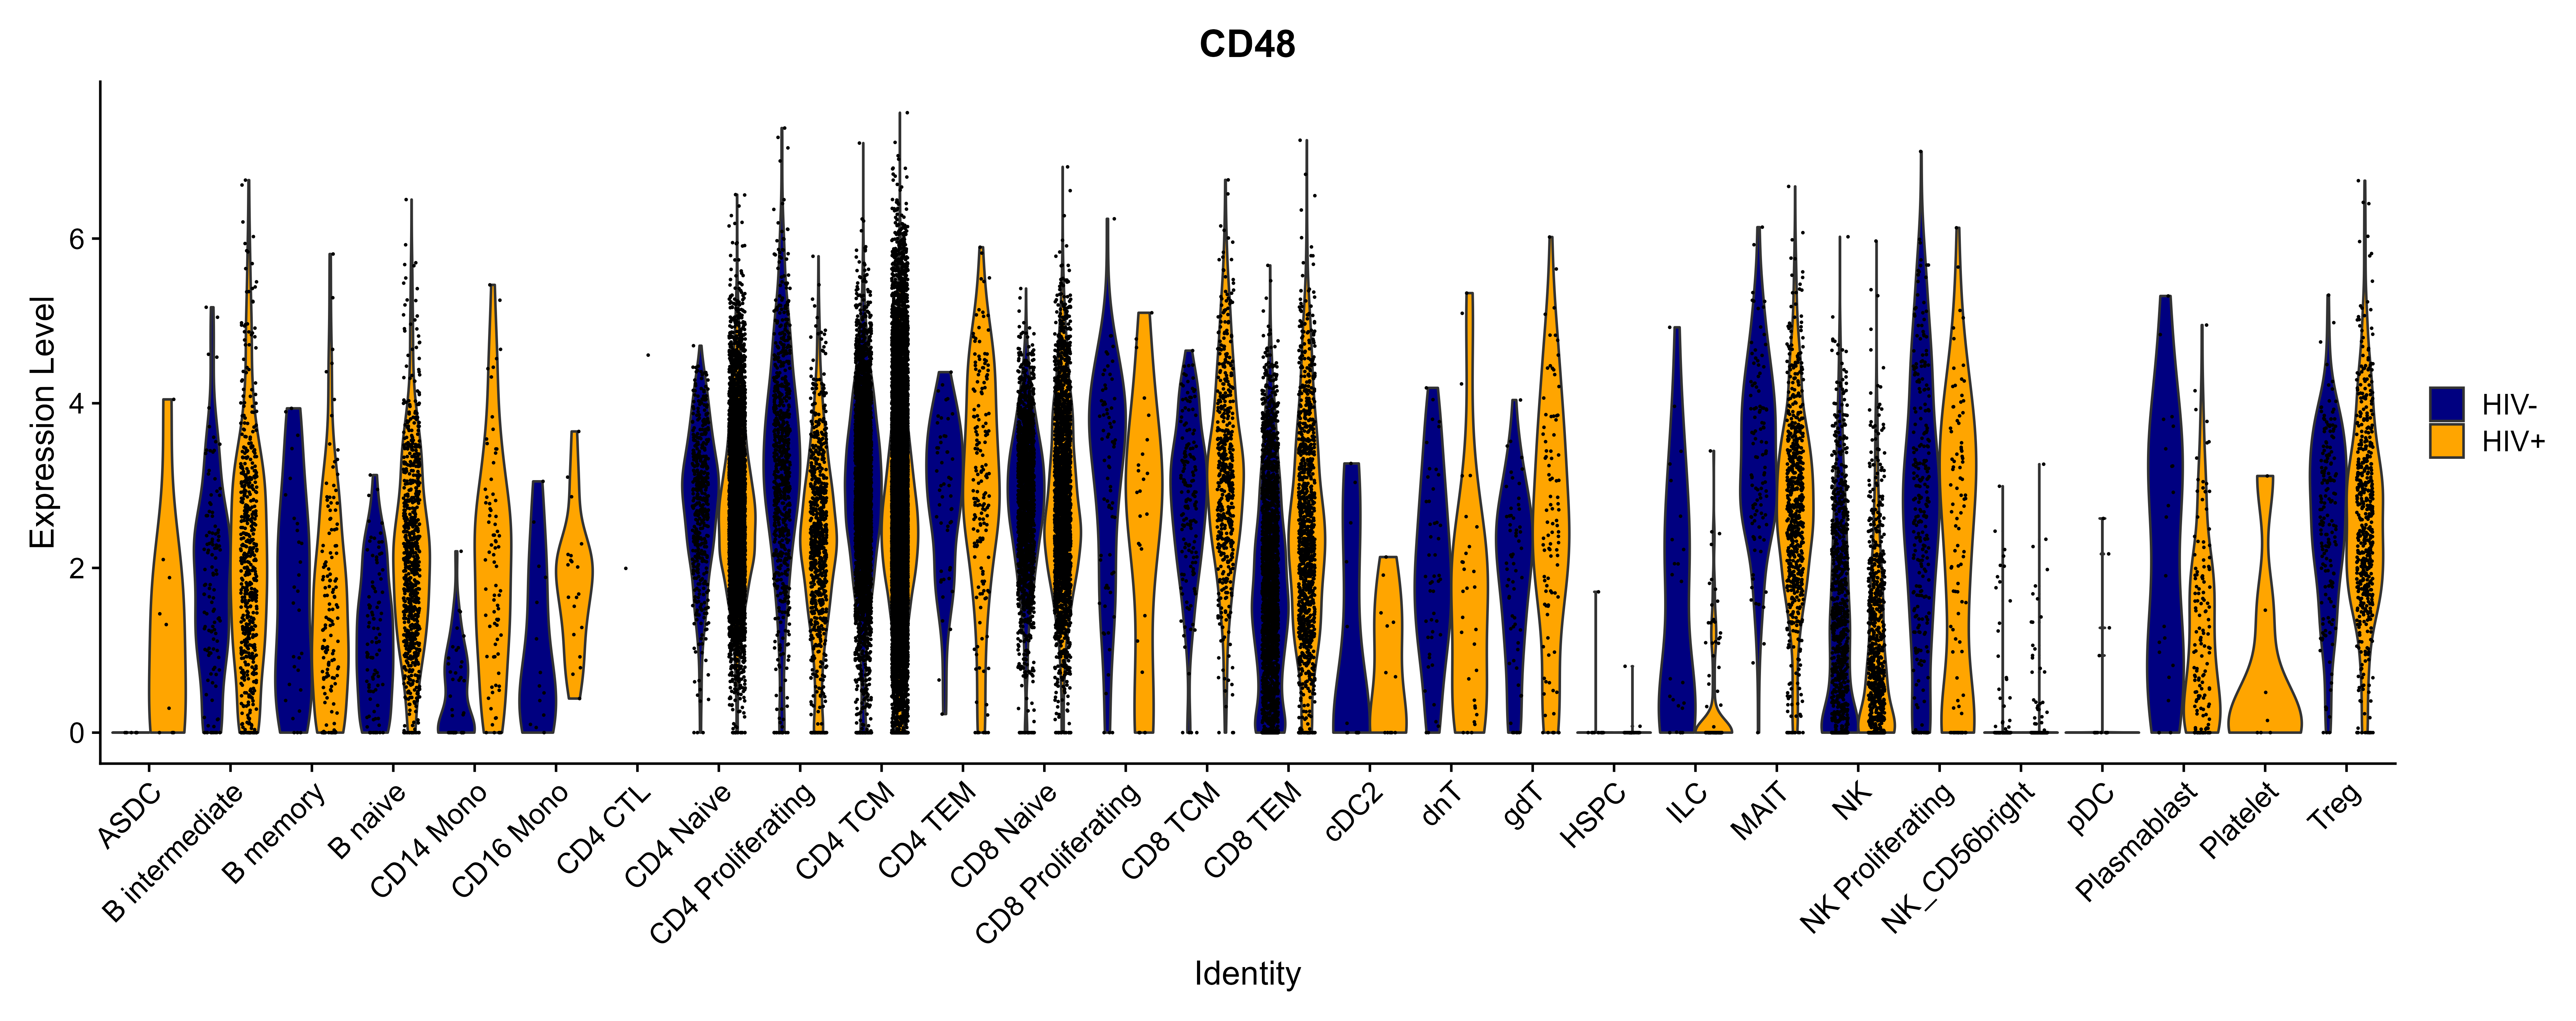 CD48
Expression Level
6
4
2
0
ASDC
B intermediate
B memory
B naive
CD14 Mono
CD16 Mono
CD4 CTL
CD4 Naive
CD4 Proliferating
CD4 TCM
CD4 TEM
CD8 Naive
CD8 Proliferating
CD8 TCM
CD8 TEM
cDC2
dnT
gdT
HSPC
ILC
MAIT
NK
NK Proliferating
NK_CD56bright
pDC
Plasmablast
Platelet
Treg
Identity
HIV-
HIV+